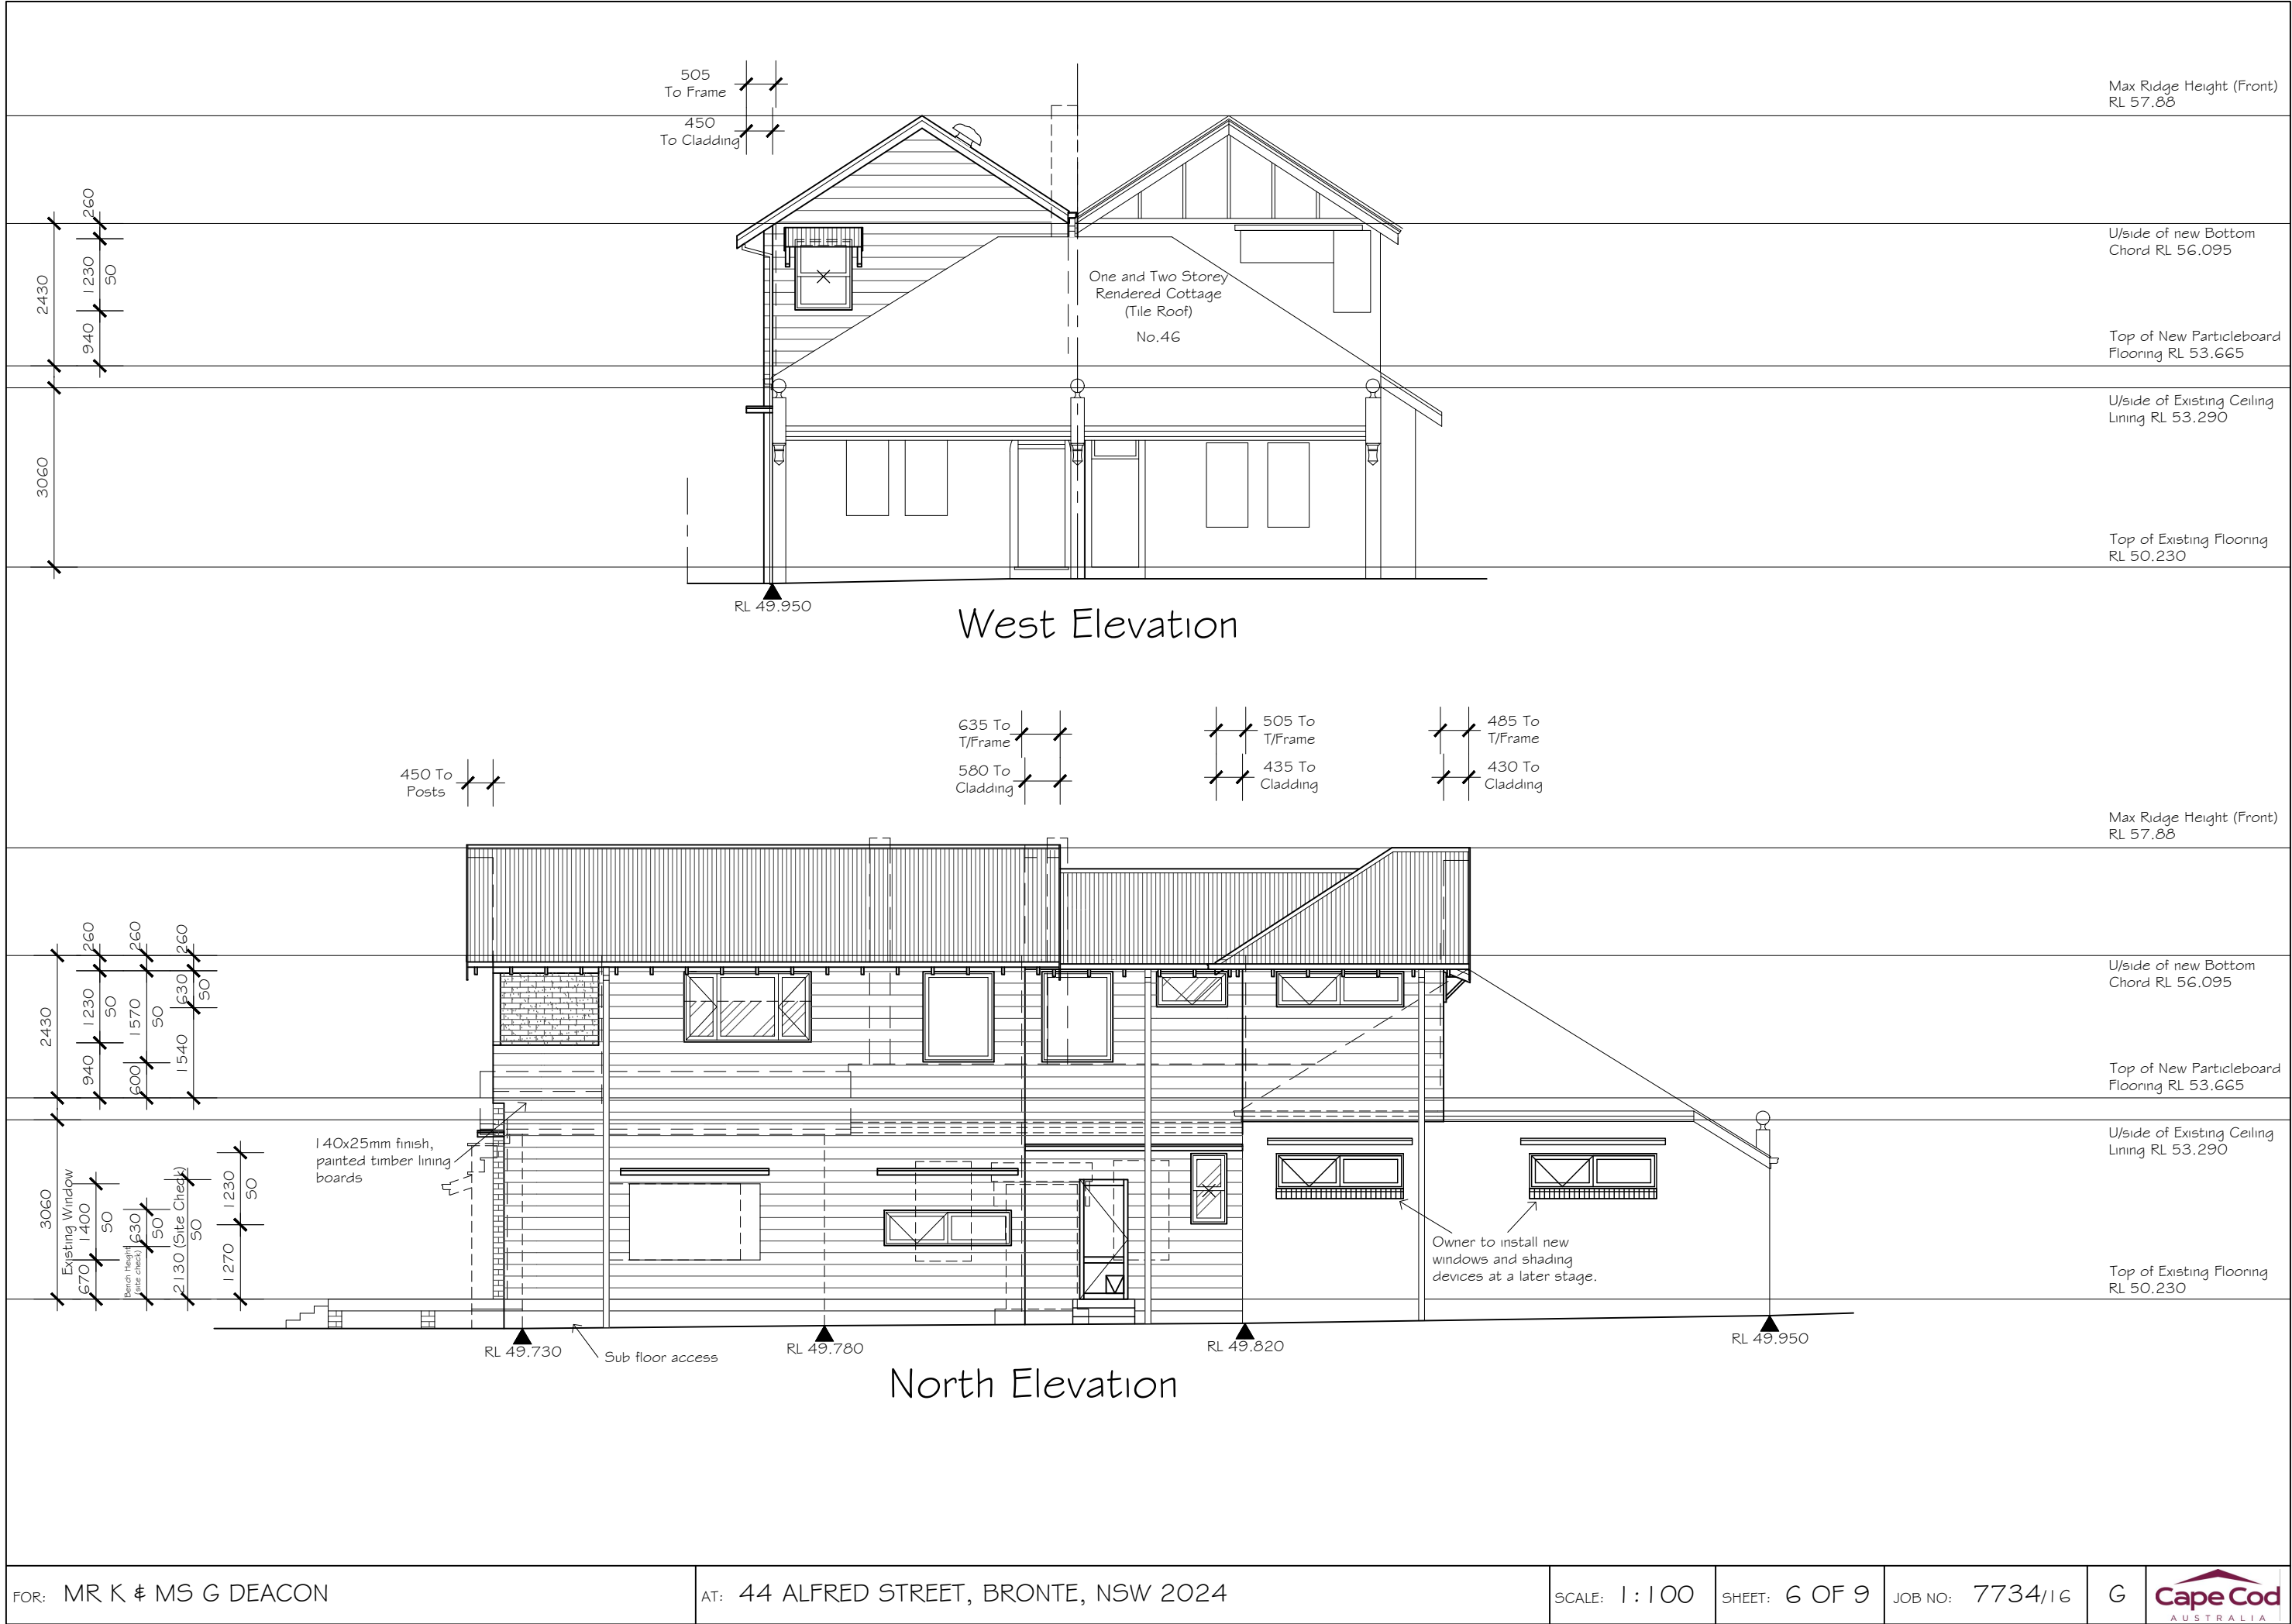 505
To Frame
450
To Cladding
Max Ridge Height (Front)
RL 57.88
260
1230
50
940
2430
3060
U/side of new Bottom
Chord RL 56.095
One and Two Storey
Rendered Cottage
(Tile Roof)
No.46
Top of New Particleboard
Flooring RL 53.665
U/side of Existing Ceiling
Lining RL 53.290
Top of Existing Flooring
RL 50.230
RL 49.950
West Elevation
450 To
Posts
635 To
T/Frame
580 To
Cladding
505 To
T/Frame
435 To
Cladding
485 To
T/Frame
430 To
Cladding
Max Ridge Height (Front)
RL 57.88
2430
260
1230
50
940
260
1570
50
600
260
630
50
1540
U/side of new Bottom
Chord RL 56.095
Top of New Particleboard
Flooring RL 53.665
U/side of Existing Ceiling
Lining RL 53.290
3060
Existing Window
1400
50
670
630
50
Bench Height
(site check)
2130 (Site Check)
50
1230
50
1270
140x25mm finish,
painted timber lining
boards
Owner to install new
windows and shading
devices at a later stage.
Top of Existing Flooring
RL 50.230
RL 49.730
Sub floor access
RL 49.780
RL 49.820
RL 49.950
North Elevation
FOR: MR K & MS G DEACON
AT: 44 ALFRED STREET, BRONTE, NSW 2024
SCALE: 1:100
SHEET: 6 OF 9
JOB NO: 7734/16
G
Cape Cod
AUSTRALIA